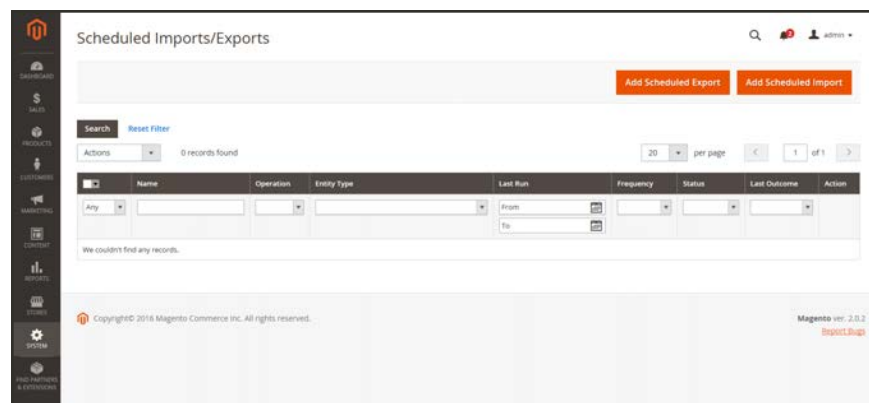 Scheduled Imports/Exports
2
admin
DASHBOARD
SALES
PRODUCTS
CUSTOMERS
MARKETING
CONTENT
REPORTS
STORES
SYSTEM
FIND PARTNERS
& EXTENSIONS
Add Scheduled Export Add Scheduled Import
Search Reset Filter
Actions 0 records found 20 per page 1 of 1
Name Operation Entity Type Last Run Frequency Status Last Outcome Action
Any From
To
We couldn't find any records.
Copyright© 2016 Magento Commerce Inc. All rights reserved.
Magento ver. 2.0.2
Report Bugs